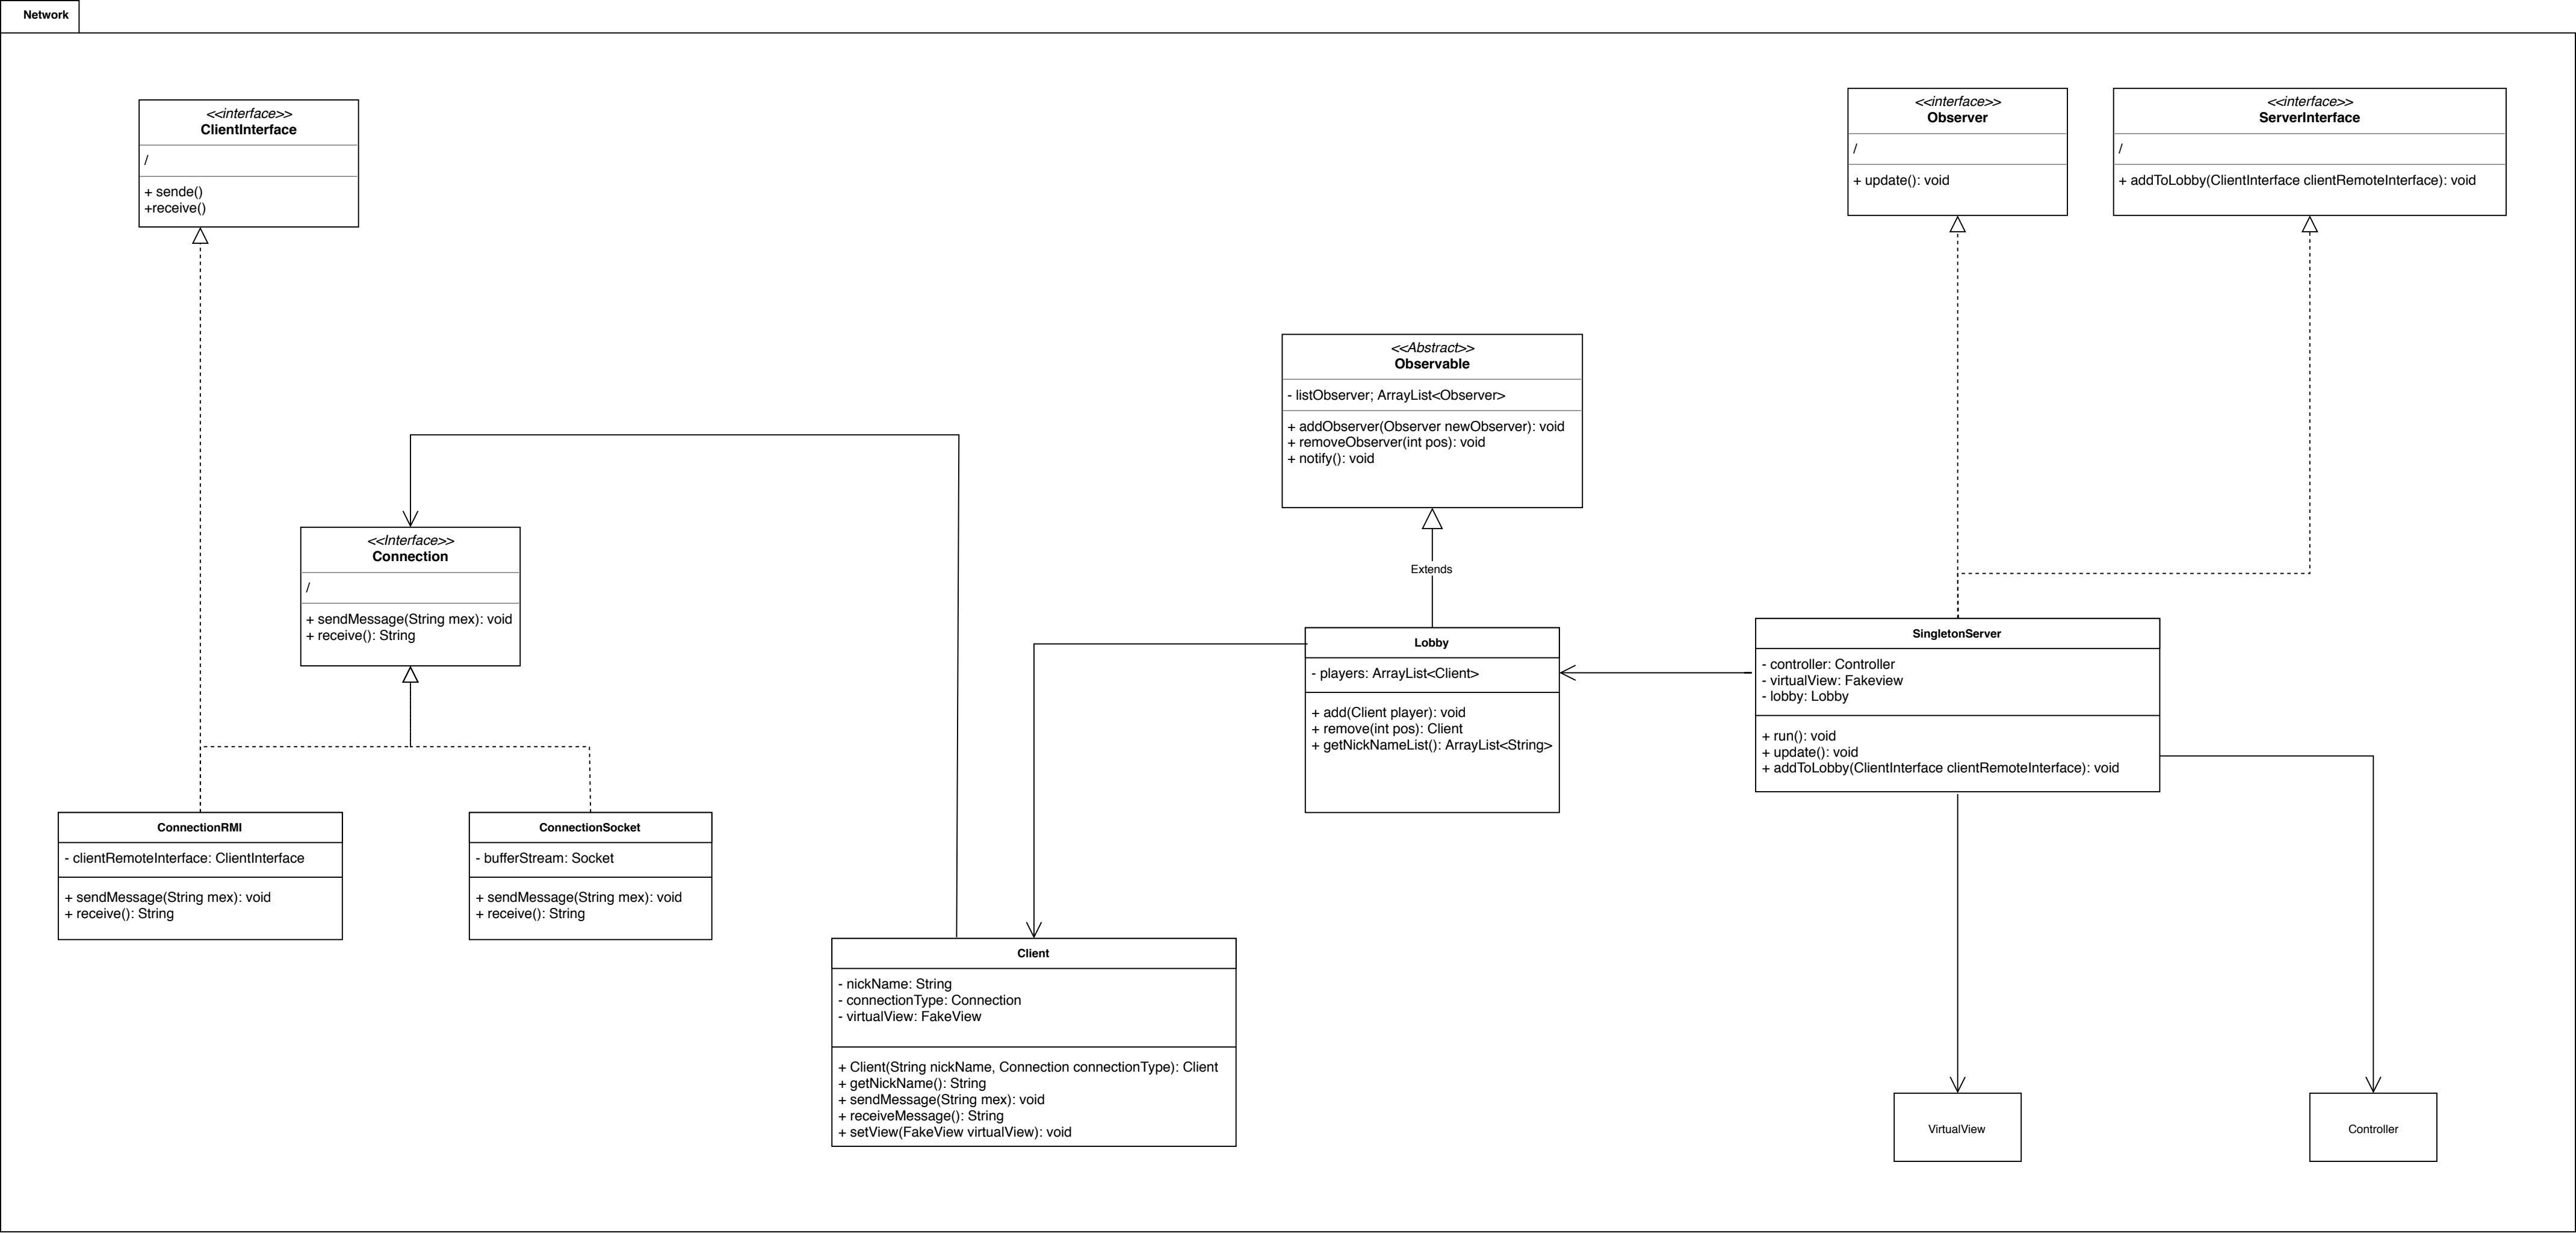 Network
<<interface>>
ClientInterface
/
+ sende()
+receive()
<<interface>>
Observer
/
+ update(): void
<<interface>>
ServerInterface
/
+ addToLobby(ClientInterface clientRemoteInterface): void
<<Abstract>>
Observable
- listObserver; ArrayList<Observer>
+ addObserver(Observer newObserver): void
+ removeObserver(int pos): void
+ notify(): void
<<Interface>>
Connection
/
+ sendMessage(String mex): void
+ receive(): String
Extends
Lobby
- players: ArrayList<Client>
+ add(Client player): void
+ remove(int pos): Client
+ getNickNameList(): ArrayList<String>
SingletonServer
- controller: Controller
- virtualView: Fakeview
- lobby: Lobby
+ run(): void
+ update(): void
+ addToLobby(ClientInterface clientRemoteInterface): void
ConnectionRMI
- clientRemoteInterface: ClientInterface
+ sendMessage(String mex): void
+ receive(): String
ConnectionSocket
- bufferStream: Socket
+ sendMessage(String mex): void
+ receive(): String
Client
- nickName: String
- connectionType: Connection
- virtualView: FakeView
+ Client(String nickName, Connection connectionType): Client
+ getNickName(): String
+ sendMessage(String mex): void
+ receiveMessage(): String
+ setView(FakeView virtualView): void
VirtualView
Controller